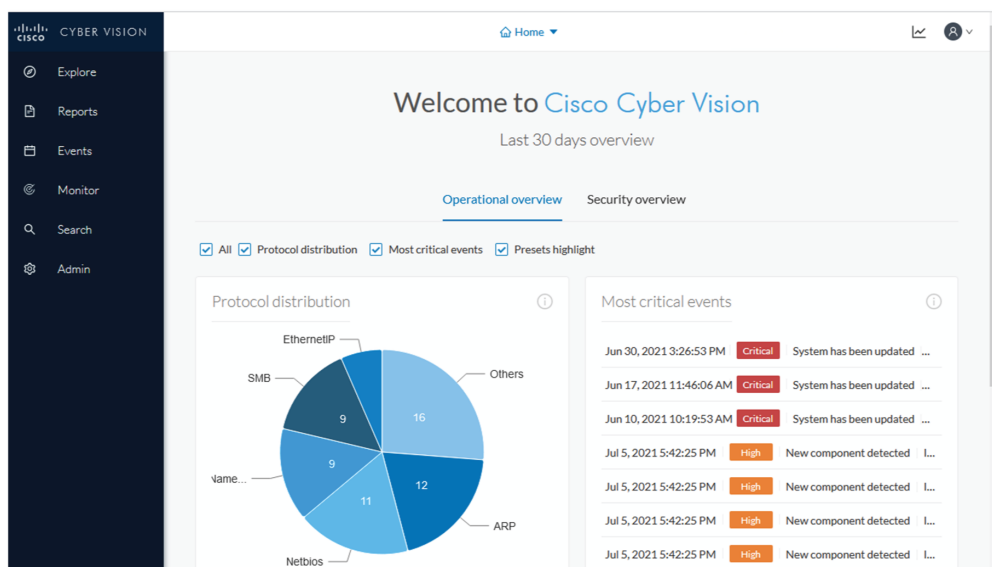 CISCO CYBER VISION
Home
Explore
Reports
Events
Monitor
Search
Admin
Welcome to Cisco Cyber Vision
Last 30 days overview
Operational overview Security overview
All Protocol distribution Most critical events Presets highlight
Protocol distribution
EthernetIP
SMB
Others
9
16
9
12
11
ARP
Netbios
Most critical events
Jun 30, 2021 3:26:53 PM Critical System has been updated ...
Jun 17, 2021 11:46:06 AM Critical System has been updated ...
Jun 10, 2021 10:19:53 AM Critical System has been updated ...
Jul 5, 2021 5:42:25 PM High New component detected I...
Jul 5, 2021 5:42:25 PM High New component detected I...
Jul 5, 2021 5:42:25 PM High New component detected I...
Jul 5, 2021 5:42:25 PM High New component detected I...